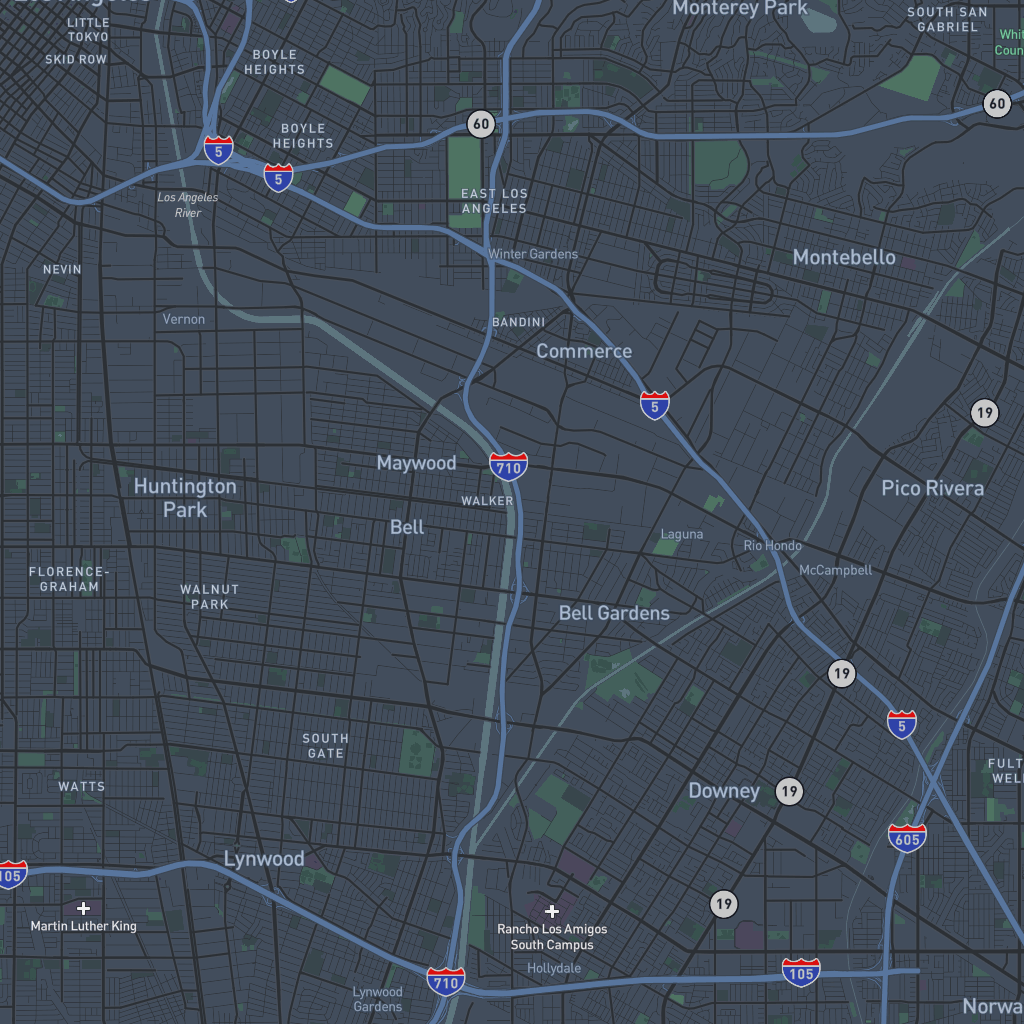 Monterey Park
SOUTH SAN
GABRIEL
LITTLE
TOKYO
SKID ROW
BOYLE
HEIGHTS
60
60
BOYLE
HEIGHTS
5
5
Los Angeles
River
EAST LOS
ANGELES
Winter Gardens
Montebello
NEVIN
Vernon
BANDINI
Commerce
5
19
Maywood
710
Huntington
Park
WALKER
Pico Rivera
Bell
Laguna
Rio Hondo
McCampbell
FLORENCE-
GRAHAM
WALNUT
PARK
Bell Gardens
19
5
SOUTH
GATE
WATTS
Downey
19
605
Lynwood
105
19
Martin Luther King
Rancho Los Amigos
South Campus
Hollydale
710
105
Lynwood
Gardens